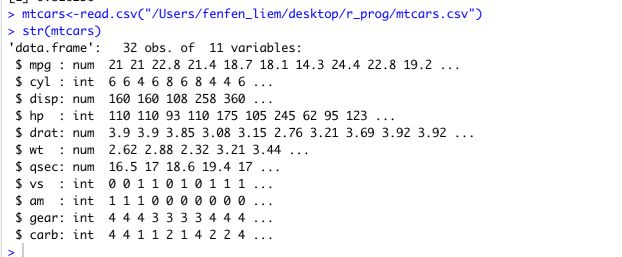 > mtcars<-read.csv("/Users/fenfen_liem/desktop/r_prog/mtcars.csv")
> str(mtcars)
'data.frame':   32 obs. of  11 variables:
 $ mpg : num  21 21 22.8 21.4 18.7 18.1 14.3 24.4 22.8 19.2 ...
 $ cyl : int  6 6 4 6 8 6 8 4 4 6 ...
 $ disp: num  160 160 108 258 360 ...
 $ hp  : int  110 110 93 110 175 105 245 62 95 123 ...
 $ drat: num  3.9 3.9 3.85 3.08 3.15 2.76 3.21 3.69 3.92 3.92 ...
 $ wt  : num  2.62 2.88 2.32 3.21 3.44 ...
 $ qsec: num  16.5 17 18.6 19.4 17 ...
 $ vs  : int  0 0 1 1 0 1 0 1 1 1 ...
 $ am  : int  1 1 1 0 0 0 0 0 0 0 ...
 $ gear: int  4 4 4 3 3 3 3 4 4 4 ...
 $ carb: int  4 4 1 1 2 1 4 2 2 4 ...
>